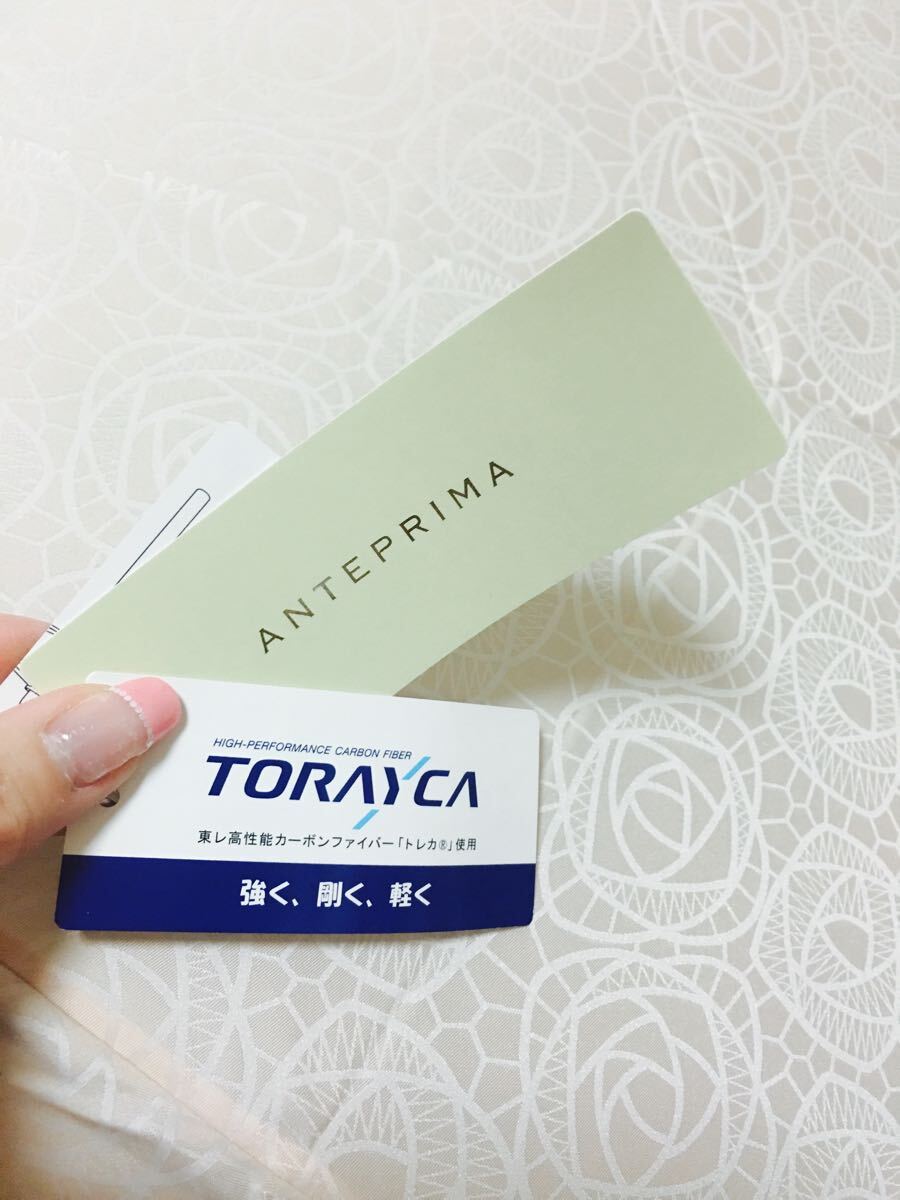 ANTEPRIMA
HIGH-PERFORMANCE CARBON FIBER
TORAYCA
東レ高性能カーボンファイバー「トレカ®」使用
強く、剛く、軽く